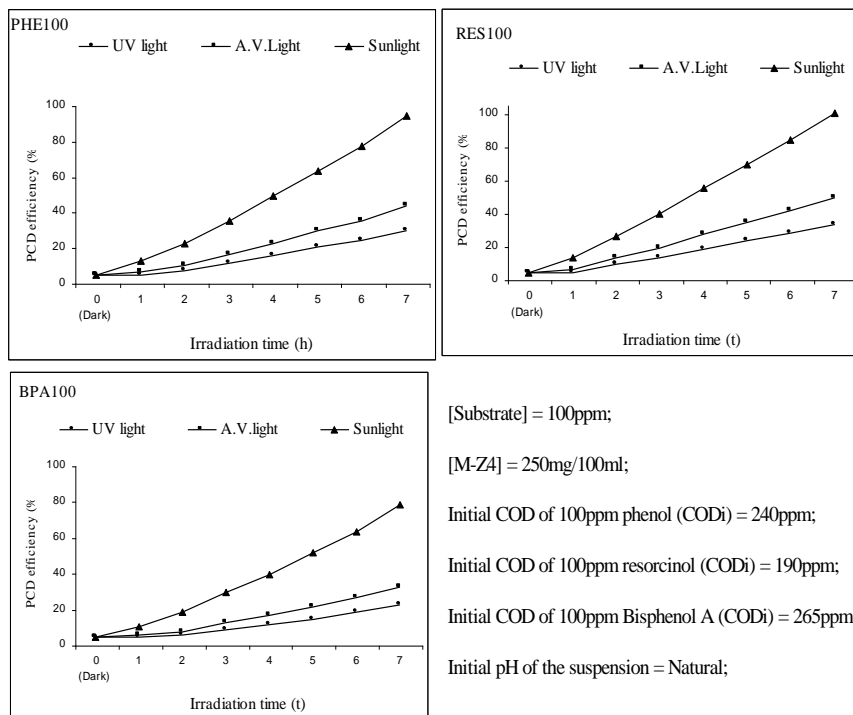 PHE100
UV light A.V.Light Sunlight
PCD efficiency (%
100
80
60
40
20
0
0 1 2 3 4 5 6 7
(Dark)
Irradiation time (h)
RES100
UV light A.V.Light Sunlight
PCD efficiency (%
100
80
60
40
20
0
0 1 2 3 4 5 6 7
(Dark)
Irradiation time (t)
BPA100
UV light A.V.light Sunlight
PCD efficiency (%
100
80
60
40
20
0
0 1 2 3 4 5 6 7
(Dark)
Irradiation time (t)
[Substrate] = 100ppm;
[M-Z4] = 250mg/100ml;
Initial COD of 100ppm phenol (CODi) = 240ppm;
Initial COD of 100ppm resorcinol (CODi) = 190ppm;
Initial COD of 100ppm Bisphenol A (CODi) = 265ppm
Initial pH of the suspension = Natural;